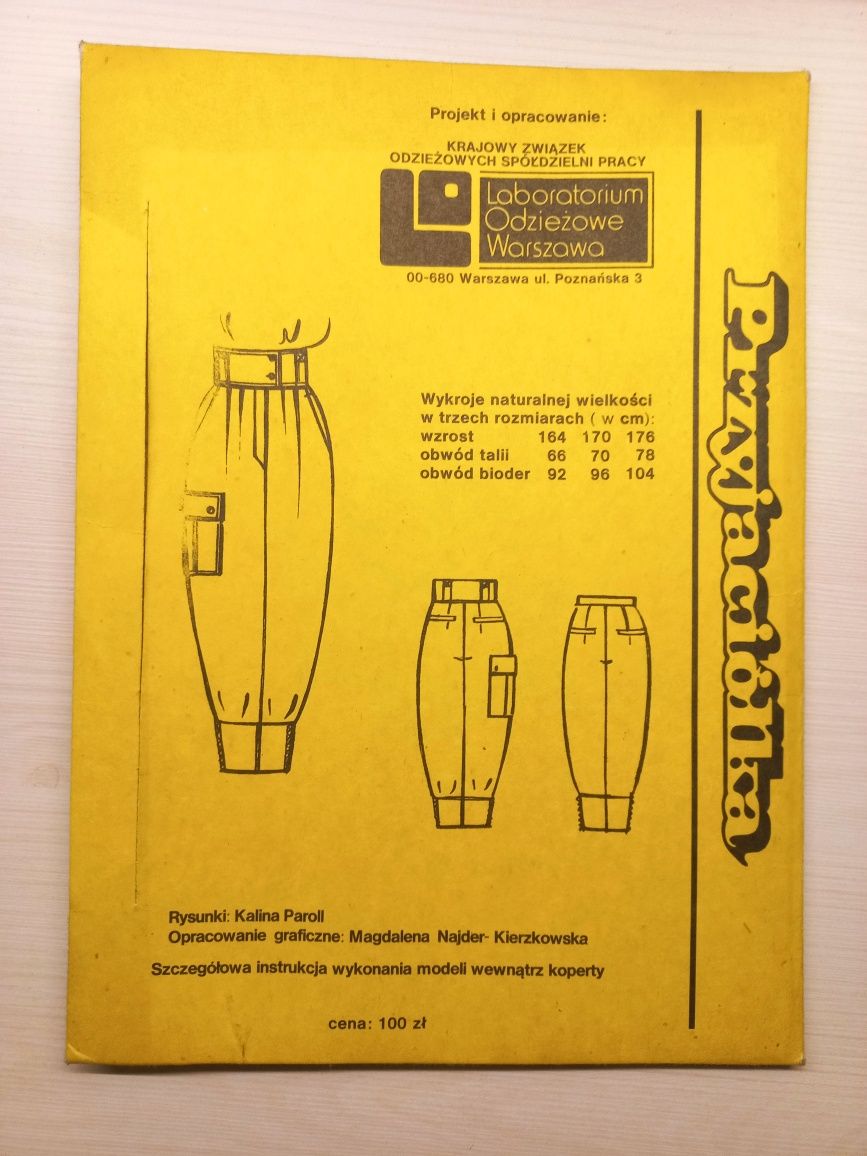 Projekt i opracowanie:
KRAJOWY ZWIĄZEK
ODZIEŻOWYCH SPÓŁDZIELNI PRACY
Laboratorium
Odzieżowe
Warszawa
00-680 Warszawa ul. Poznańska 3
Wykroje naturalnej wielkości
w trzech rozmiarach ( w cm):
wzrost 164 170 176
obwód talii 66 70 78
obwód bioder 92 96 104
Przyjaciółka
Rysunki: Kalina Paroll
Opracowanie graficzne: Magdalena Najder- Kierzkowska
Szczegółowa instrukcja wykonania modeli wewnątrz koperty
cena: 100 zł